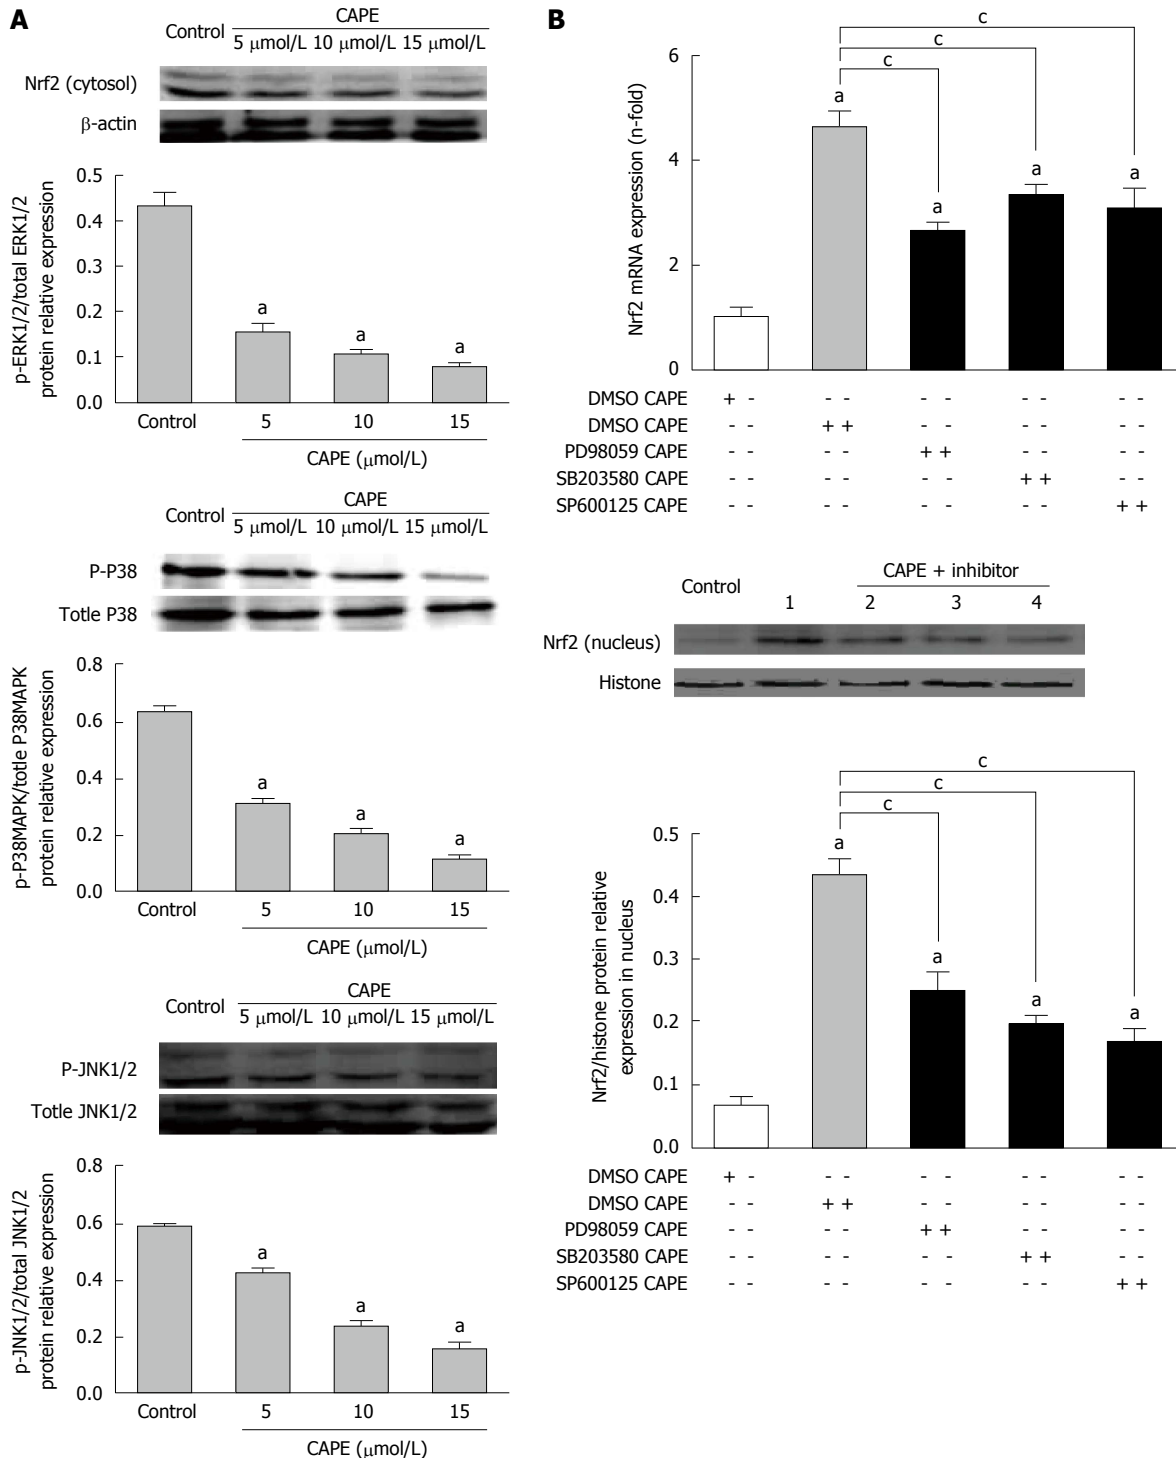 A
CAPE
Control
5 μmol/L 10 μmol/L 15 μmol/L
Nrf2 (cytosol)
β-actin
p-ERK1/2/total ERK1/2
protein relative expression
0.5
0.4
0.3
0.2
0.1
0.0
a
a
a
Control
5
10
15
CAPE (μmol/L)
CAPE
Control
5 μmol/L 10 μmol/L 15 μmol/L
P-P38
Totle P38
p-P38MAPK/totle P38MAPK
protein relative expression
0.8
0.6
0.4
0.2
0.0
a
a
a
Control
5
10
15
CAPE (μmol/L)
CAPE
Control
5 μmol/L 10 μmol/L 15 μmol/L
P-JNK1/2
Totle JNK1/2
p-JNK1/2/total JNK1/2
protein relative expression
0.8
0.6
0.4
0.2
0.0
a
a
a
Control
5
10
15
CAPE (μmol/L)
B
c
c
c
Nrf2 mRNA expression (n-fold)
6
4
2
0
a
a
a
a
DMSO CAPE + - - - - - - - - -
DMSO CAPE - - + + - - - - - -
PD98059 CAPE - - - - + + - - - -
SB203580 CAPE - - - - - - + + - -
SP600125 CAPE - - - - - - - - + +
Control
CAPE + inhibitor
1 2 3 4
Nrf2 (nucleus)
Histone
c
c
c
Nrf2/histone protein relative
expression in nucleus
0.5
0.4
0.3
0.2
0.1
0.0
a
a
a
a
DMSO CAPE + - - - - - - - - -
DMSO CAPE - - + + - - - - - -
PD98059 CAPE - - - - + + - - - -
SB203580 CAPE - - - - - - + + - -
SP600125 CAPE - - - - - - - - + +